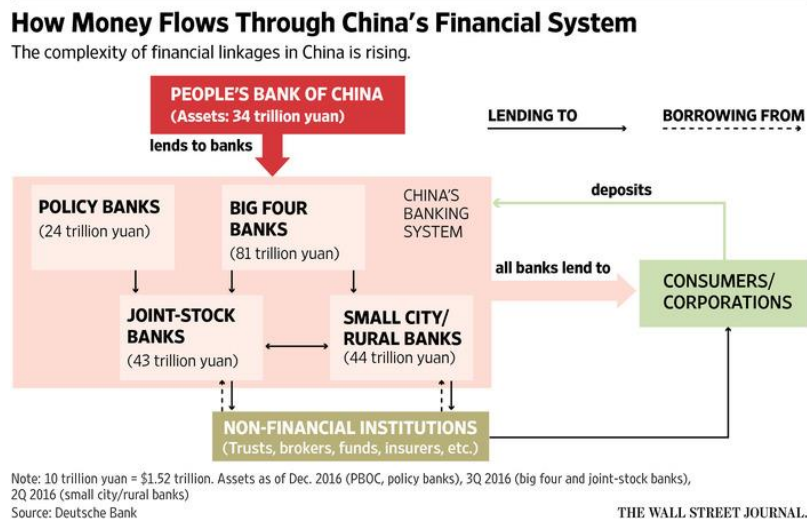 How Money Flows Through China's Financial System
The complexity of financial linkages in China is rising.
PEOPLE'S BANK OF CHINA
(Assets: 34 trillion yuan)
LENDING TO
BORROWING FROM
lends to banks
POLICY BANKS
(24 trillion yuan)
BIG FOUR
BANKS
(81 trillion yuan)
CHINA'S
BANKING
SYSTEM
deposits
all banks lend to
CONSUMERS/
CORPORATIONS
JOINT-STOCK
BANKS
(43 trillion yuan)
SMALL CITY/
RURAL BANKS
(44 trillion yuan)
NON-FINANCIAL INSTITUTIONS
(Trusts, brokers, funds, insurers, etc.)
Note: 10 trillion yuan = $1.52 trillion. Assets as of Dec. 2016 (PBOC, policy banks), 3Q 2016 (big four and joint-stock banks),
2Q 2016 (small city/rural banks)
Source: Deutsche Bank
THE WALL STREET JOURNAL.